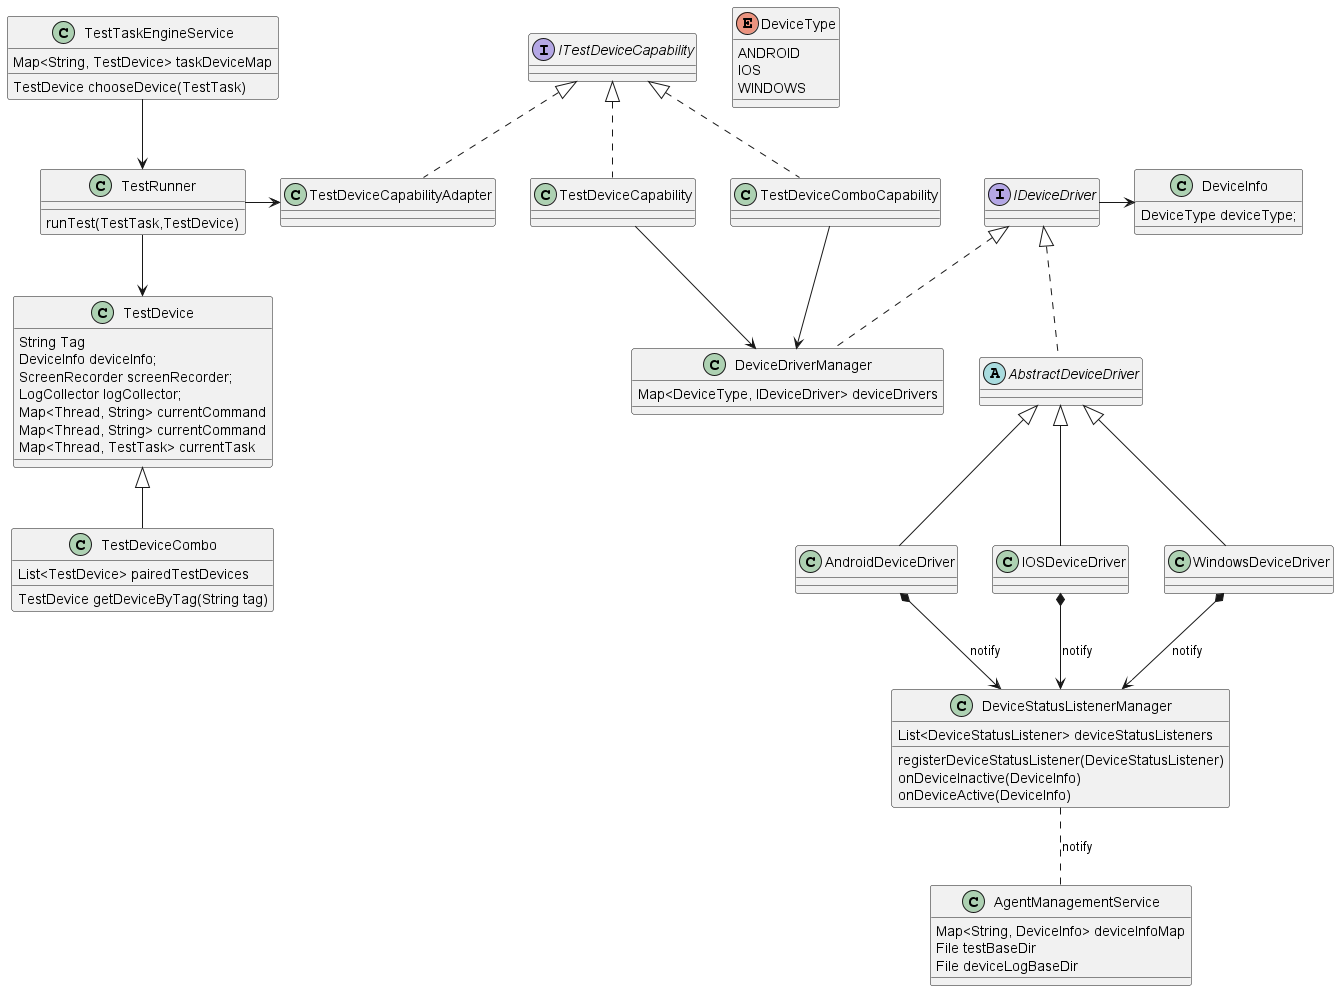 C TestTaskEngineService
Map<String, TestDevice> taskDeviceMap
TestDevice chooseDevice(TestTask)
I ITestDeviceCapability
E DeviceType
ANDROID
IOS
WINDOWS
C TestRunner
runTest(TestTask,TestDevice)
C TestDeviceCapabilityAdapter
C TestDeviceCapability
C TestDeviceComboCapability
I IDeviceDriver
C DeviceInfo
DeviceType deviceType;
C TestDevice
String Tag
DeviceInfo deviceInfo;
ScreenRecorder screenRecorder;
LogCollector logCollector;
Map<Thread, String> currentCommand
Map<Thread, String> currentCommand
Map<Thread, TestTask> currentTask
C DeviceDriverManager
Map<DeviceType, IDeviceDriver> deviceDrivers
A AbstractDeviceDriver
C TestDeviceCombo
List<TestDevice> pairedTestDevices
TestDevice getDeviceByTag(String tag)
C AndroidDeviceDriver
C IOSDeviceDriver
C WindowsDeviceDriver
notify
notify
notify
C DeviceStatusListenerManager
List<DeviceStatusListener> deviceStatusListeners
registerDeviceStatusListener(DeviceStatusListener)
onDeviceInactive(DeviceInfo)
onDeviceActive(DeviceInfo)
notify
C AgentManagementService
Map<String, DeviceInfo> deviceInfoMap
File testBaseDir
File deviceLogBaseDir